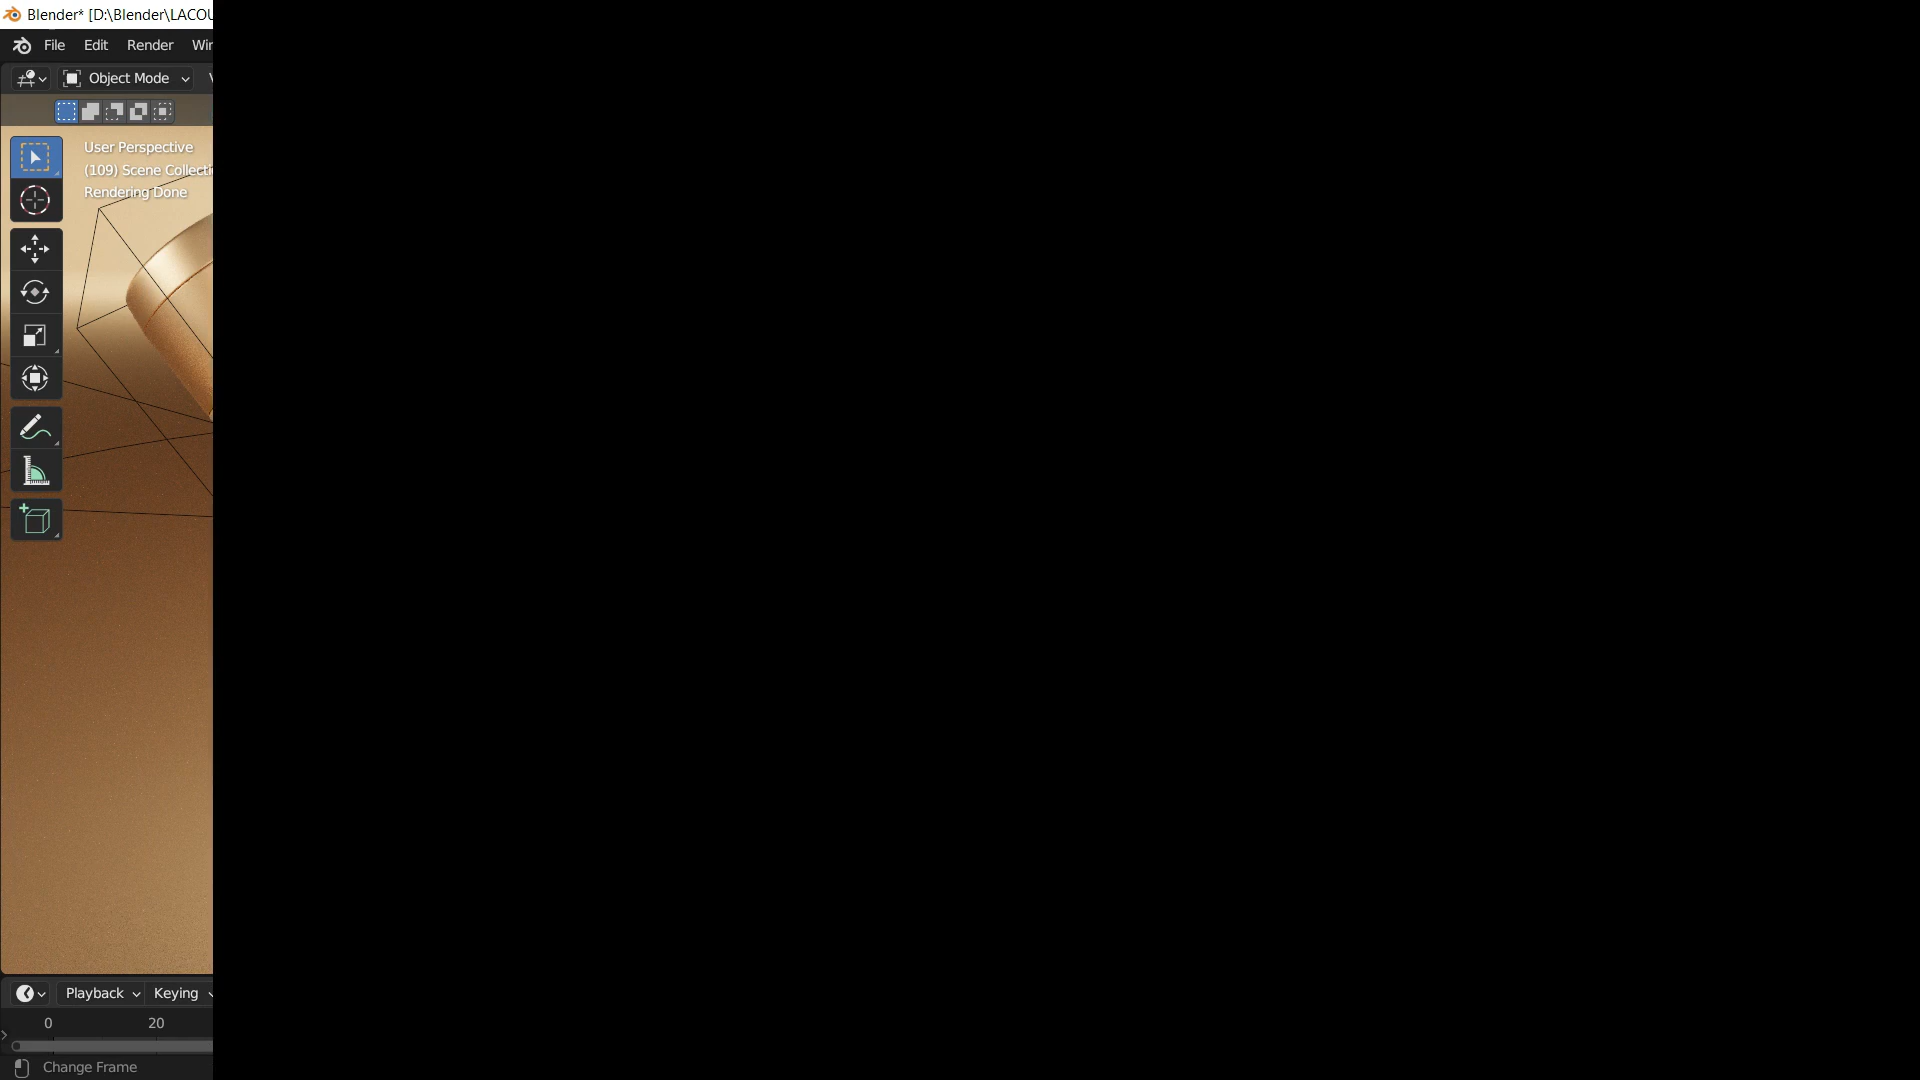 Blender* [D:\Blender\LACOU
File Edit Render Wir
Object Mode
User Perspective
(109) Scene Collecti
Rendering Done
Playback Keying
0 20
Change Frame